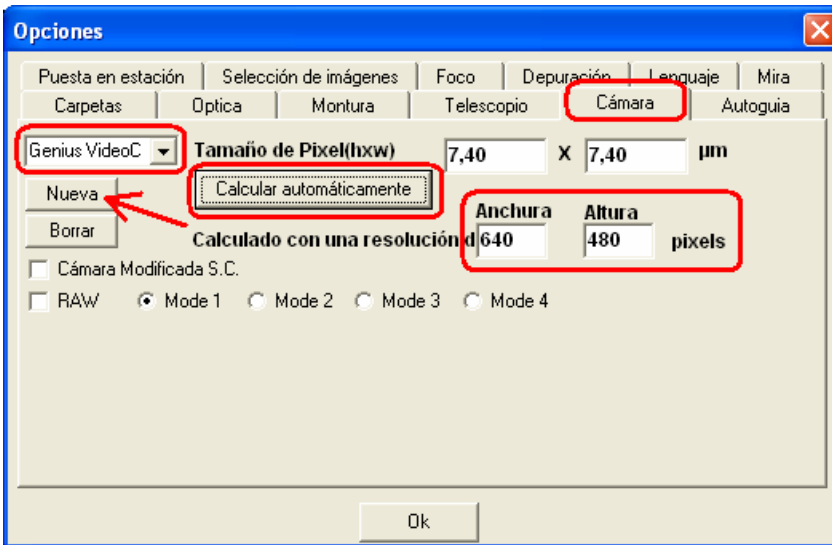 Opciones
Puesta en estación Selección de imágenes Foco Depuración Lenguaje Mira
Carpetas Optica Montura Telescopio Cámara Autoguia
Genius VideoC Tamaño de Pixel(hxw) 7,40 X 7,40 µm
Nueva Calcular automáticamente
Anchura Altura
Borrar Calculado con una resolución d 640 480 pixels
Cámara Modificada S.C.
RAW Mode 1 Mode 2 Mode 3 Mode 4
Ok